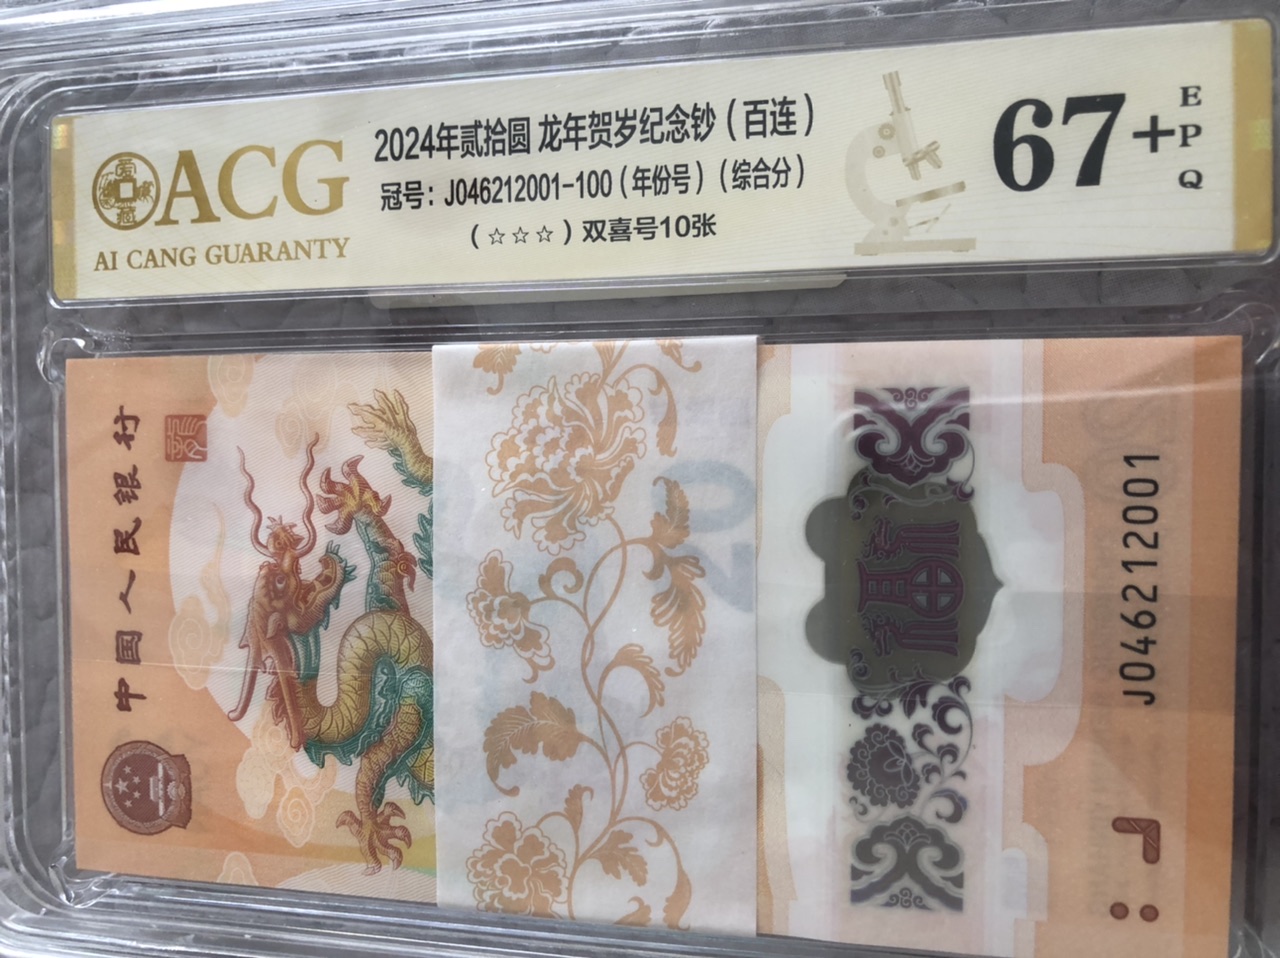 ACG
AI CANG GUARANTY
2024年贰拾圆 龙年贺岁纪念钞（百连）
冠号：J046212001-100（年份号）（综合分）
（☆☆☆）双喜号10张
67+
EPQ
中国人民银行
J046212001
20